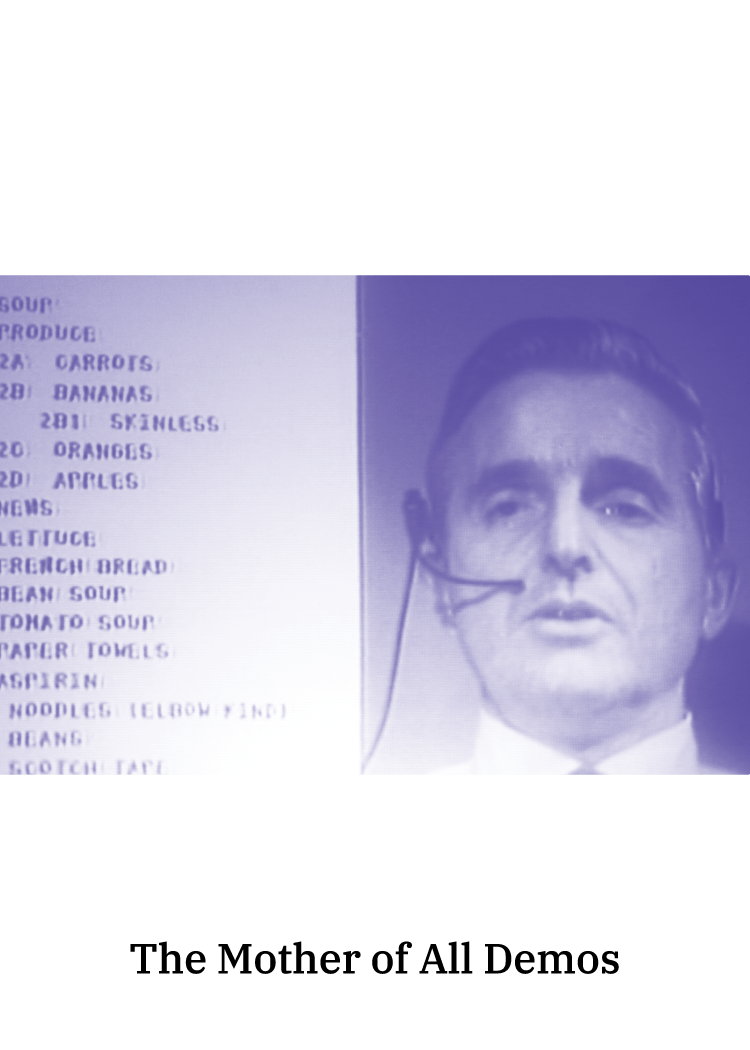 SOUP
PRODUCE
2A CARROTS
2B BANANAS
2B1 SKINLESS
2C ORANGES
2D APPLES
NEWS
LETTUCE
FRENCH BREAD
BEAN SOUP
TOMATO SOUP
PAPER TOWELS
ASPIRIN
NOODLES (ELBOW KIND)
BEANS
SCOTCH TAPE
The Mother of All Demos